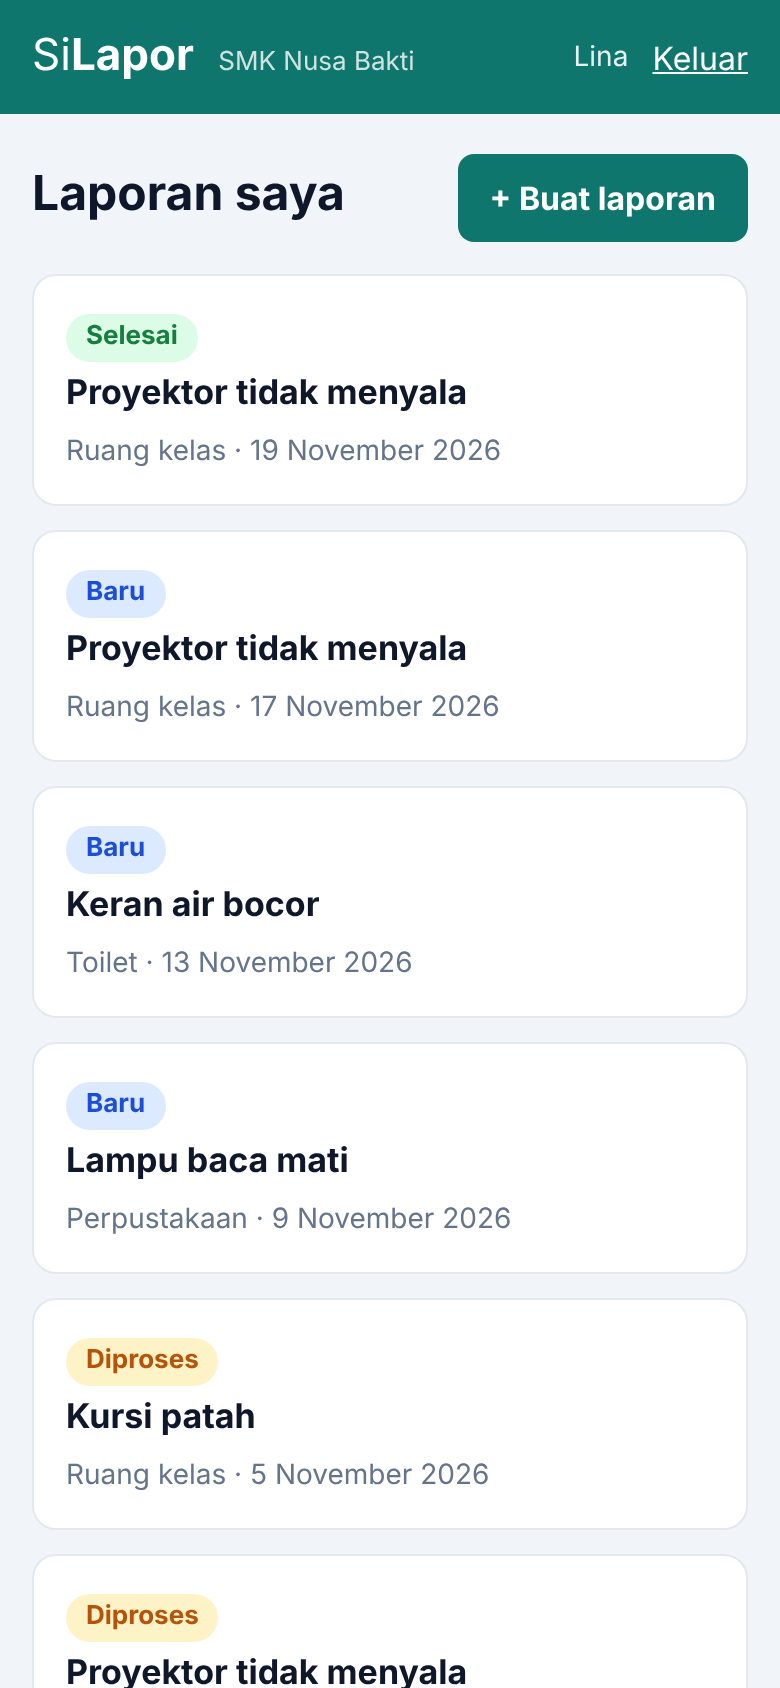 SiLapor SMK Nusa Bakti Lina Keluar
Laporan saya + Buat laporan
Selesai
Proyektor tidak menyala
Ruang kelas · 19 November 2026
Baru
Proyektor tidak menyala
Ruang kelas · 17 November 2026
Baru
Keran air bocor
Toilet · 13 November 2026
Baru
Lampu baca mati
Perpustakaan · 9 November 2026
Diproses
Kursi patah
Ruang kelas · 5 November 2026
Diproses
Proyektor tidak menyala